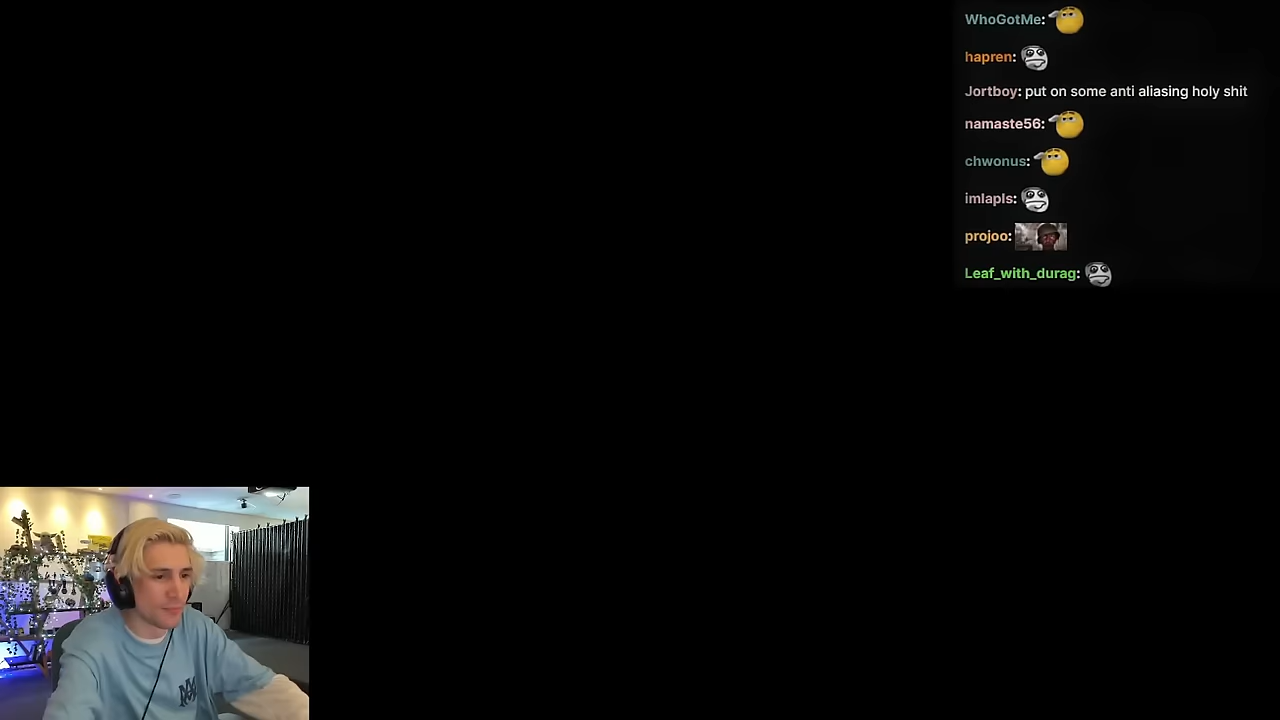 WhoGotMe:
hapren:
Jortboy: put on some anti aliasing holy shit
namaste56:
chwonus:
imlapls:
projoo:
Leaf_with_durag: